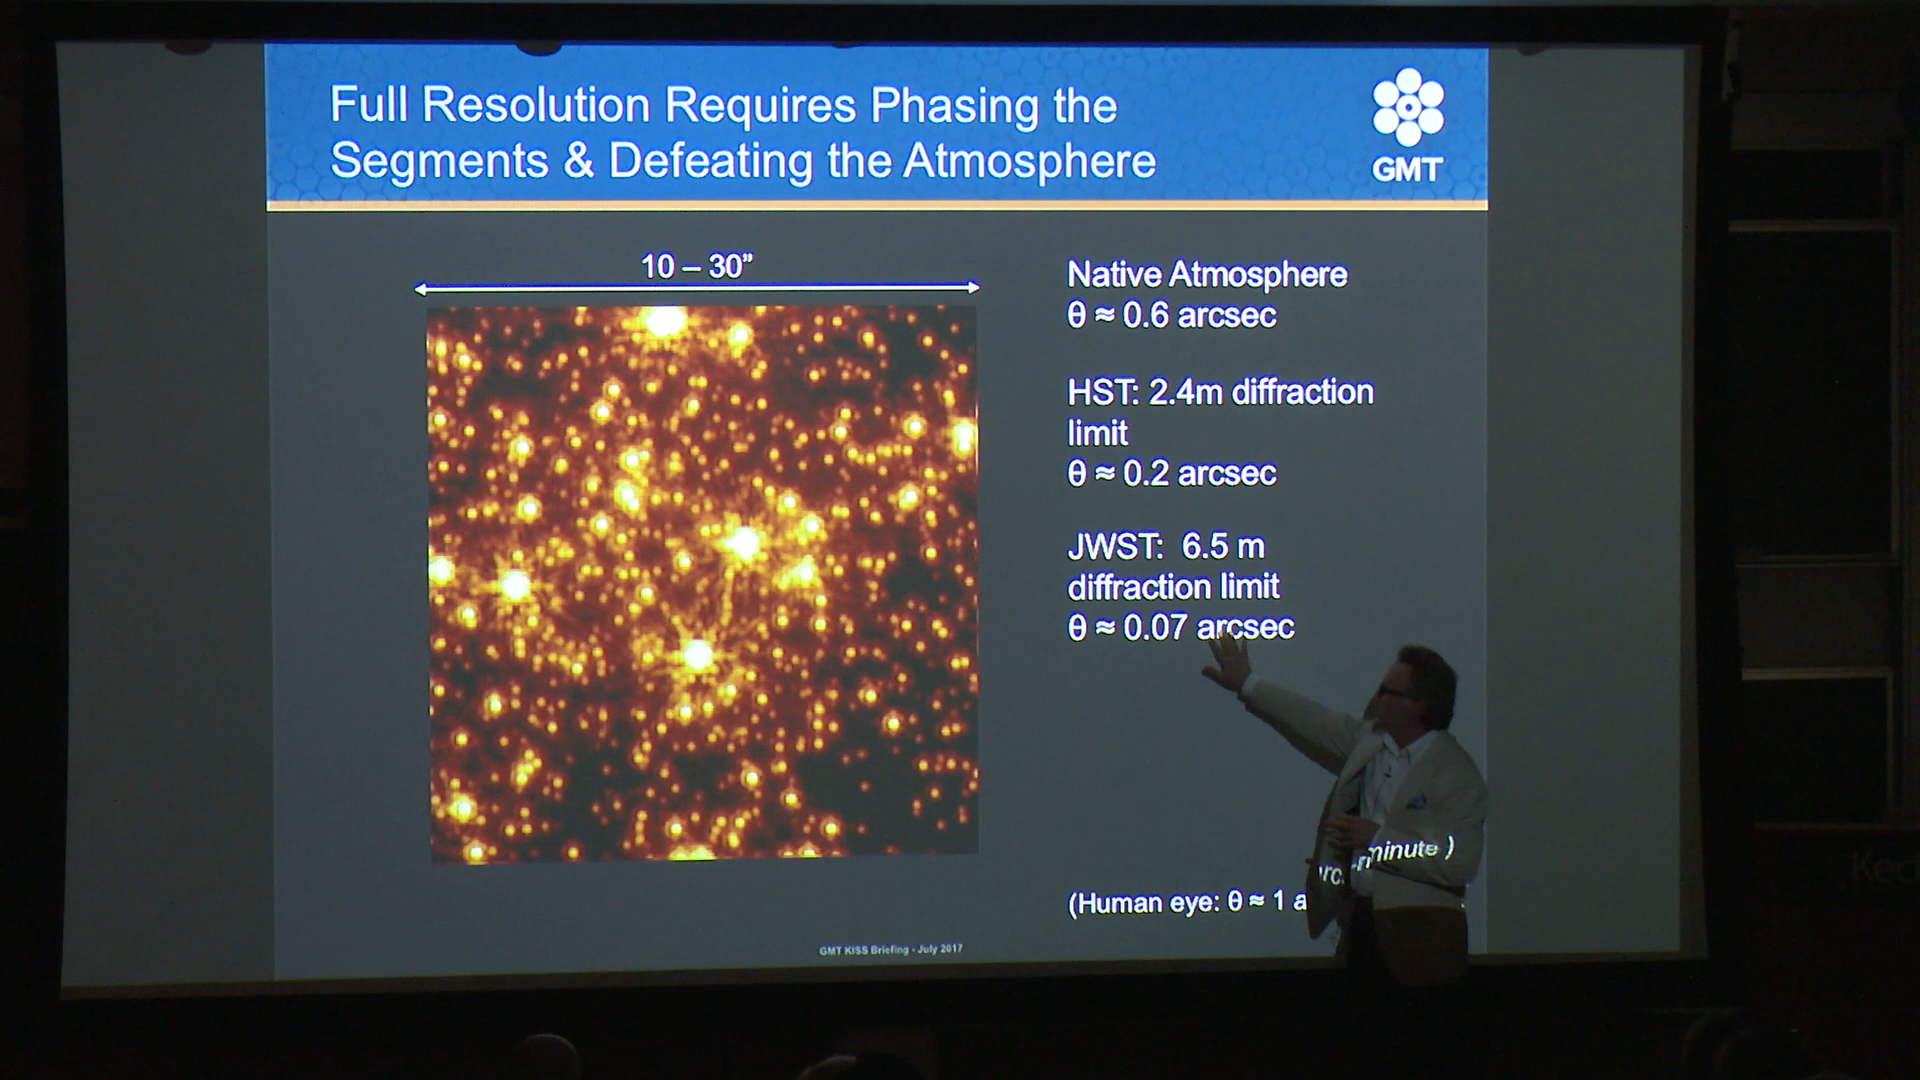 Full Resolution Requires Phasing the
Segments & Defeating the Atmosphere
GMT
10 – 30”
Native Atmosphere
θ ≈ 0.6 arcsec
HST: 2.4m diffraction
limit
θ ≈ 0.2 arcsec
JWST: 6.5 m
diffraction limit
θ ≈ 0.07 arcsec
(Human eye: θ ≈ 1 arc-minute )
GMT KISS Briefing - July 2017